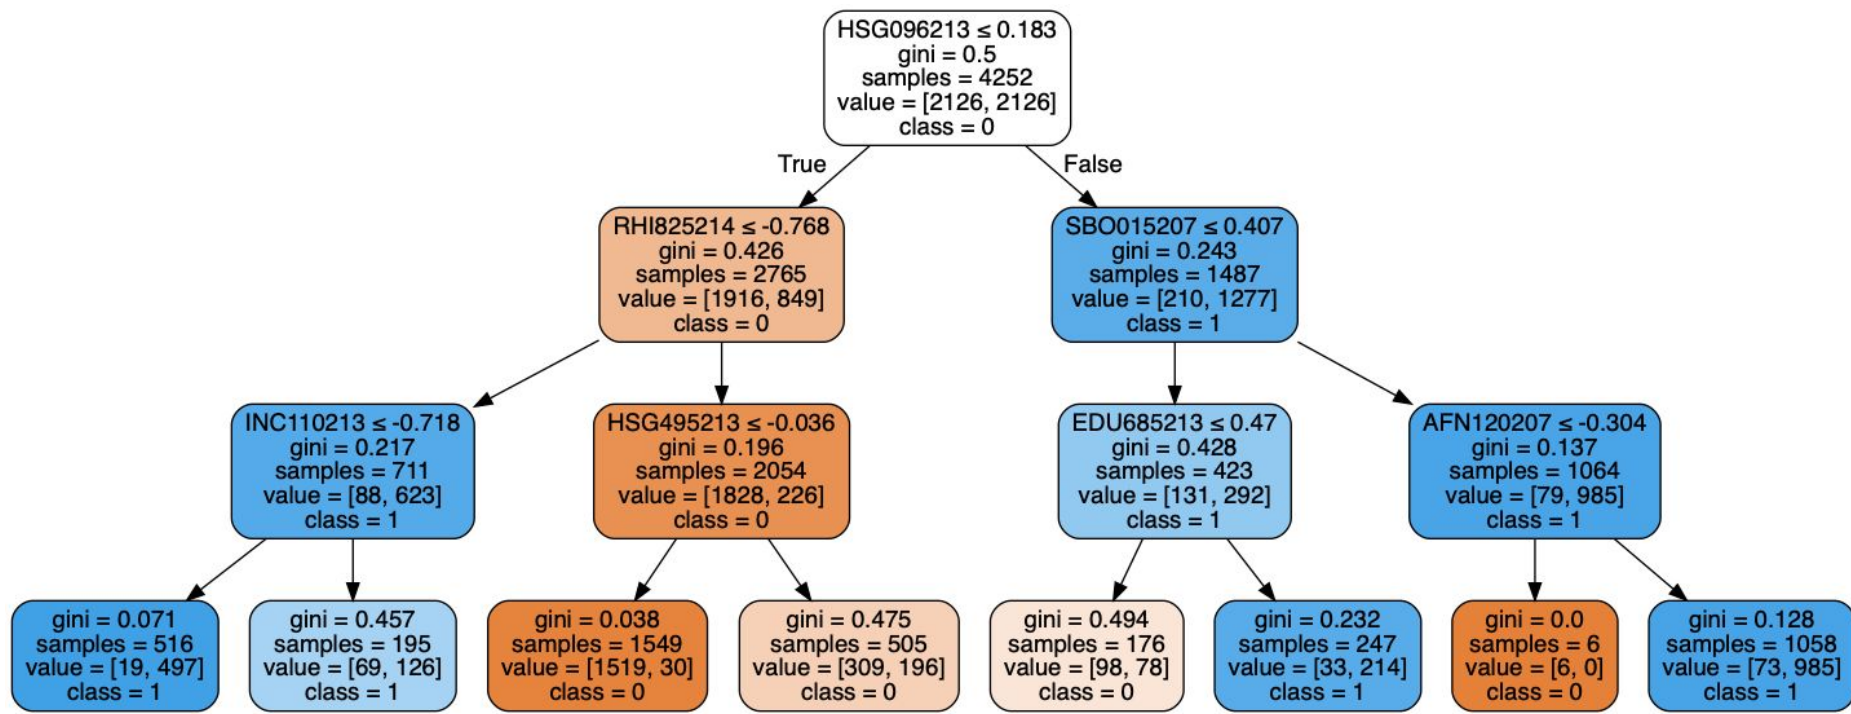 HSG096213 ≤ 0.183
gini = 0.5
samples = 4252
value = [2126, 2126]
class = 0
True
False
RHI825214 ≤ -0.768
gini = 0.426
samples = 2765
value = [1916, 849]
class = 0
SBO015207 ≤ 0.407
gini = 0.243
samples = 1487
value = [210, 1277]
class = 1
INC110213 ≤ -0.718
gini = 0.217
samples = 711
value = [88, 623]
class = 1
HSG495213 ≤ -0.036
gini = 0.196
samples = 2054
value = [1828, 226]
class = 0
EDU685213 ≤ 0.47
gini = 0.428
samples = 423
value = [131, 292]
class = 1
AFN120207 ≤ -0.304
gini = 0.137
samples = 1064
value = [79, 985]
class = 1
gini = 0.071
samples = 516
value = [19, 497]
class = 1
gini = 0.457
samples = 195
value = [69, 126]
class = 1
gini = 0.038
samples = 1549
value = [1519, 30]
class = 0
gini = 0.475
samples = 505
value = [309, 196]
class = 0
gini = 0.494
samples = 176
value = [98, 78]
class = 0
gini = 0.232
samples = 247
value = [33, 214]
class = 1
gini = 0.0
samples = 6
value = [6, 0]
class = 0
gini = 0.128
samples = 1058
value = [73, 985]
class = 1